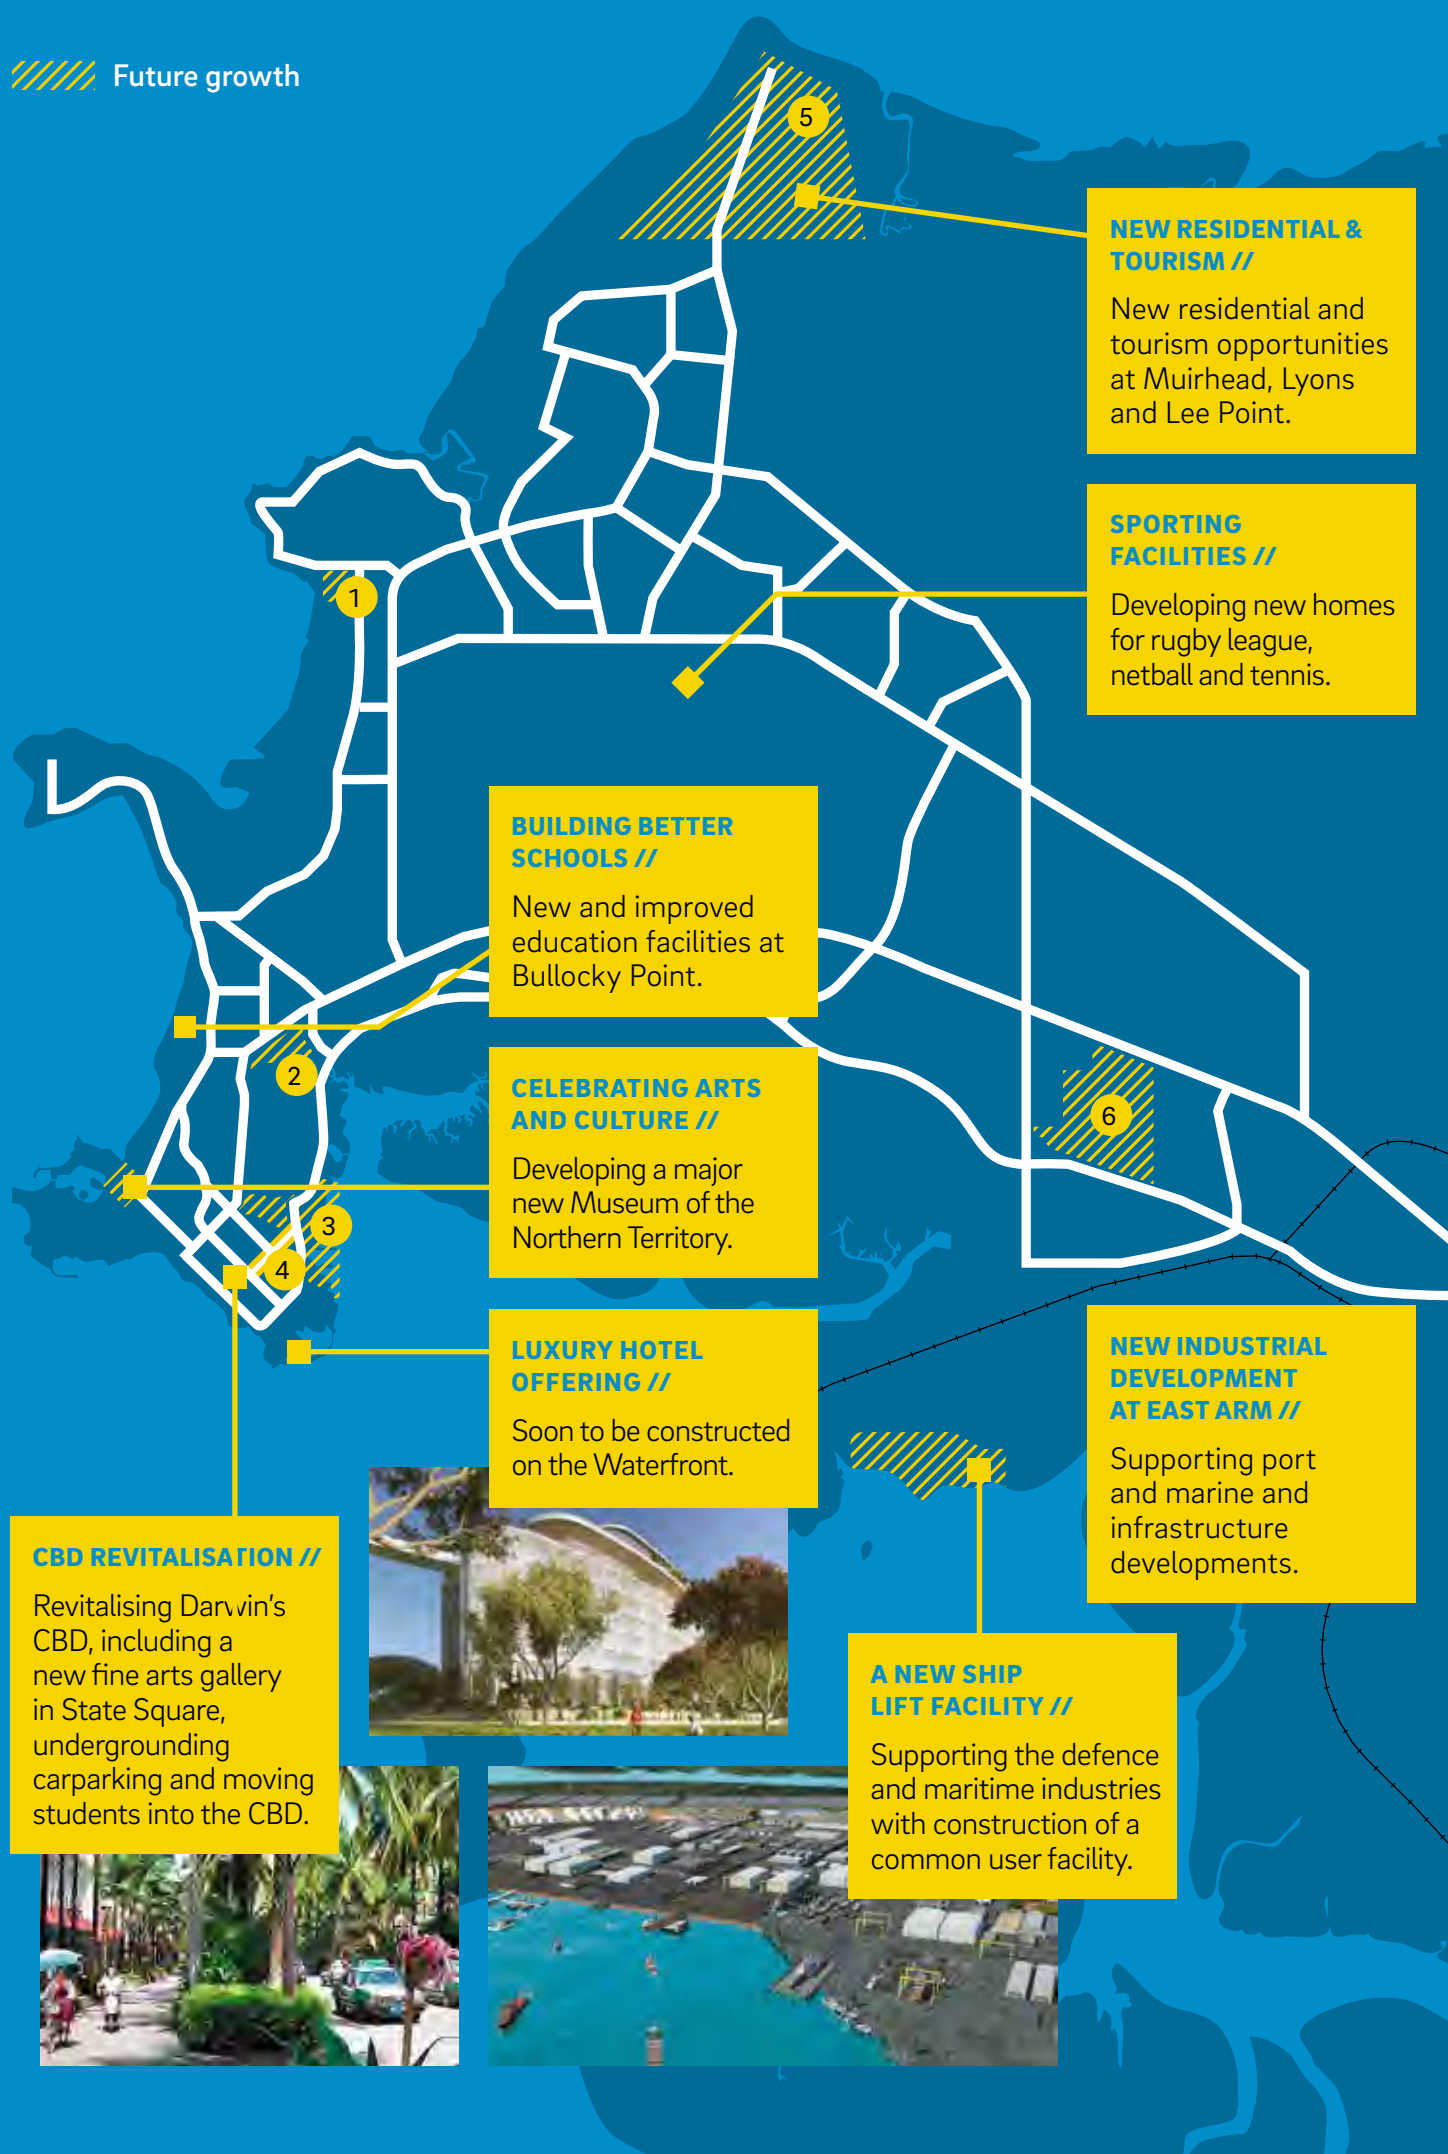 Future growth
5
NEW RESIDENTIAL &
TOURISM //
New residential and
tourism opportunities
at Muirhead, Lyons
and Lee Point.
SPORTING
FACILITIES //
Developing new homes
for rugby league,
netball and tennis.
1
BUILDING BETTER
SCHOOLS //
New and improved
education facilities at
Bullocky Point.
2
CELEBRATING ARTS
AND CULTURE //
Developing a major
new Museum of the
Northern Territory.
6
3
4
LUXURY HOTEL
OFFERING //
Soon to be constructed
on the Waterfront.
NEW INDUSTRIAL
DEVELOPMENT
AT EAST ARM //
Supporting port
and marine and
infrastructure
developments.
CBD REVITALISATION //
Revitalising Darwin's
CBD, including a
new fine arts gallery
in State Square,
undergrounding
carparking and moving
students into the CBD.
A NEW SHIP
LIFT FACILITY //
Supporting the defence
and maritime industries
with construction of a
common user facility.